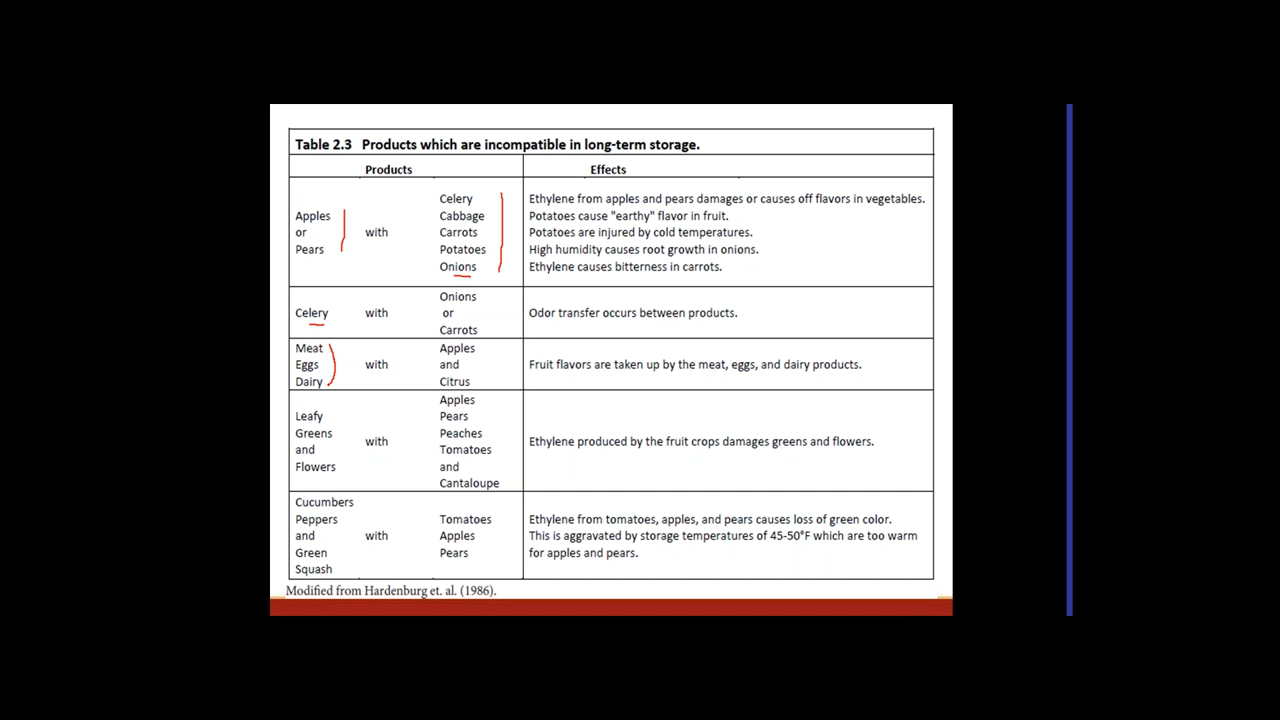 Table 2.3 Products which are incompatible in long-term storage.
Products Effects
Apples
or
Pears
with
Celery
Cabbage
Carrots
Potatoes
Onions
Ethylene from apples and pears damages or causes off flavors in vegetables.
Potatoes cause "earthy" flavor in fruit.
Potatoes are injured by cold temperatures.
High humidity causes root growth in onions.
Ethylene causes bitterness in carrots.
Celery
with
Onions
or
Carrots
Odor transfer occurs between products.
Meat
Eggs
Dairy
with
Apples
and
Citrus
Fruit flavors are taken up by the meat, eggs, and dairy products.
Leafy
Greens
and
Flowers
with
Apples
Pears
Peaches
Tomatoes
and
Cantaloupe
Ethylene produced by the fruit crops damages greens and flowers.
Cucumbers
Peppers
and
Green
Squash
with
Tomatoes
Apples
Pears
Ethylene from tomatoes, apples, and pears causes loss of green color.
This is aggravated by storage temperatures of 45-50°F which are too warm
for apples and pears.
Modified from Hardenburg et. al. (1986).